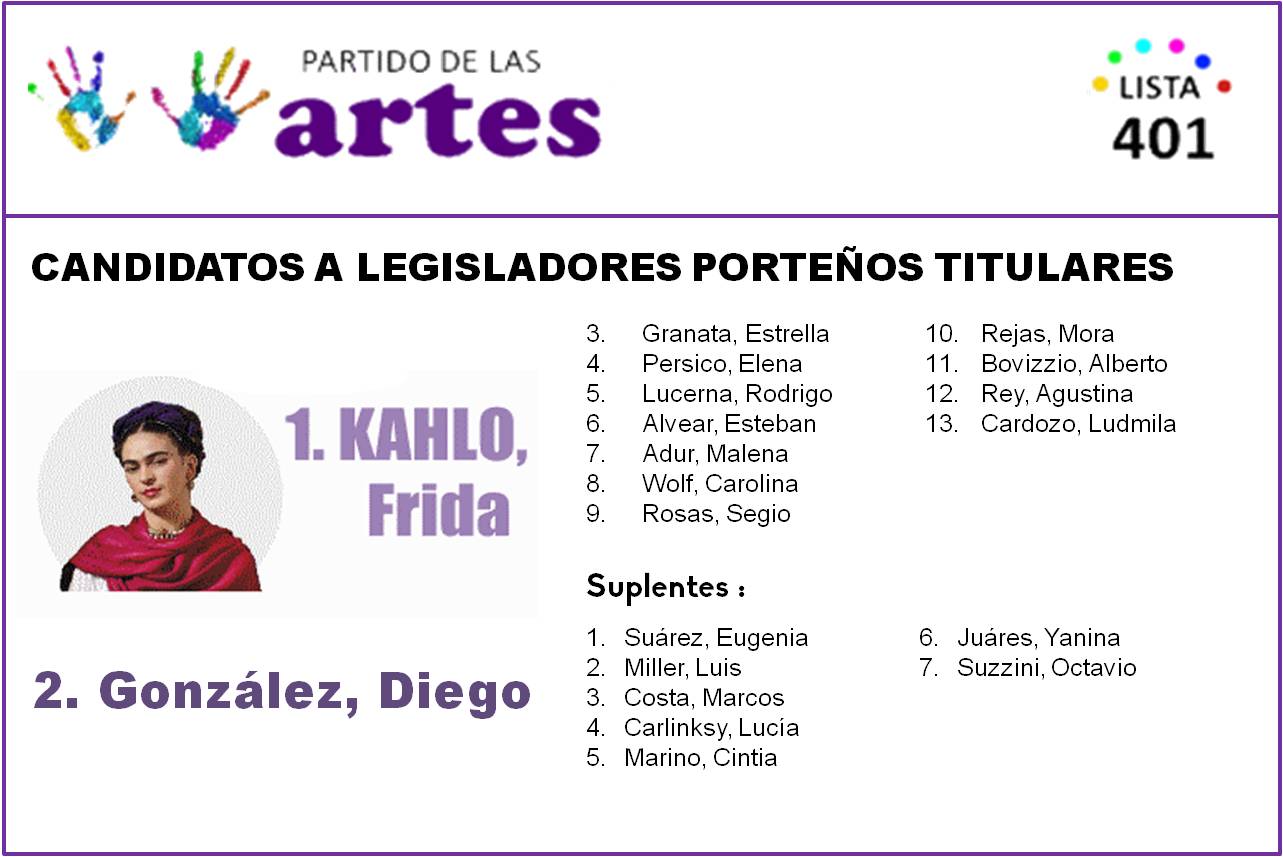 PARTIDO DE LAS
artes
LISTA
401
CANDIDATOS A LEGISLADORES PORTEÑOS TITULARES
1. KAHLO,
Frida
2. González, Diego
3. Granata, Estrella
4. Persico, Elena
5. Lucerna, Rodrigo
6. Alvear, Esteban
7. Adur, Malena
8. Wolf, Carolina
9. Rosas, Segio
10. Rejas, Mora
11. Bovizzio, Alberto
12. Rey, Agustina
13. Cardozo, Ludmila
Suplentes :
1. Suárez, Eugenia
2. Miller, Luis
3. Costa, Marcos
4. Carlinksy, Lucía
5. Marino, Cintia
6. Juáres, Yanina
7. Suzzini, Octavio